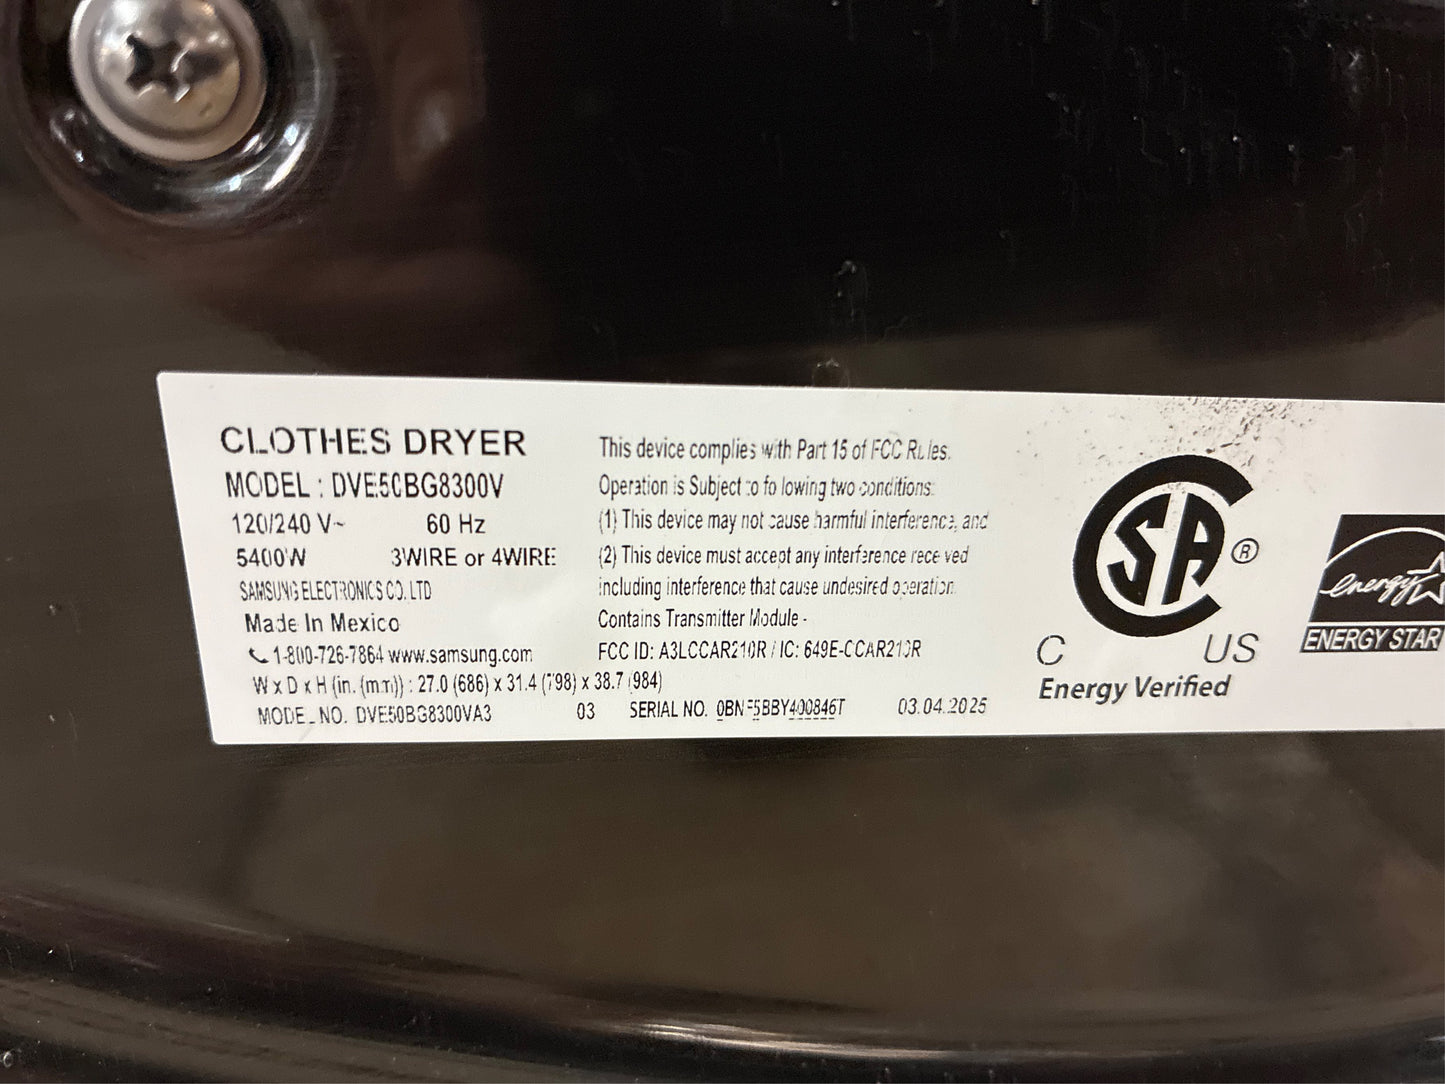 CLOTHES DRYER
MODEL : DVE50BG8300V
120/240 V~ 60 Hz
5400W 3WIRE or 4WIRE
SAMSUNG ELECTRONICS CO. LTD
Made In Mexico
1-800-726-7864 www.samsung.com
W x D x H (in. (mm)) : 27.0 (686) x 31.4 (798) x 38.7 (984)
MODEL NO. DVE50BG8300VA3 03 SERIAL NO. 03.04.2025
This device complies with Part 15 of FCC Rules.
Operation is Subject to following two conditions:
(1) This device may not cause harmful interference, and
(2) This device must accept any interference received
including interference that cause undesired operation.
Contains Transmitter Module -
FCC ID: A3LCCAR210R / IC: 649E-CCAR210R
SA ®
C US
Energy Verified
energy
ENERGY STAR